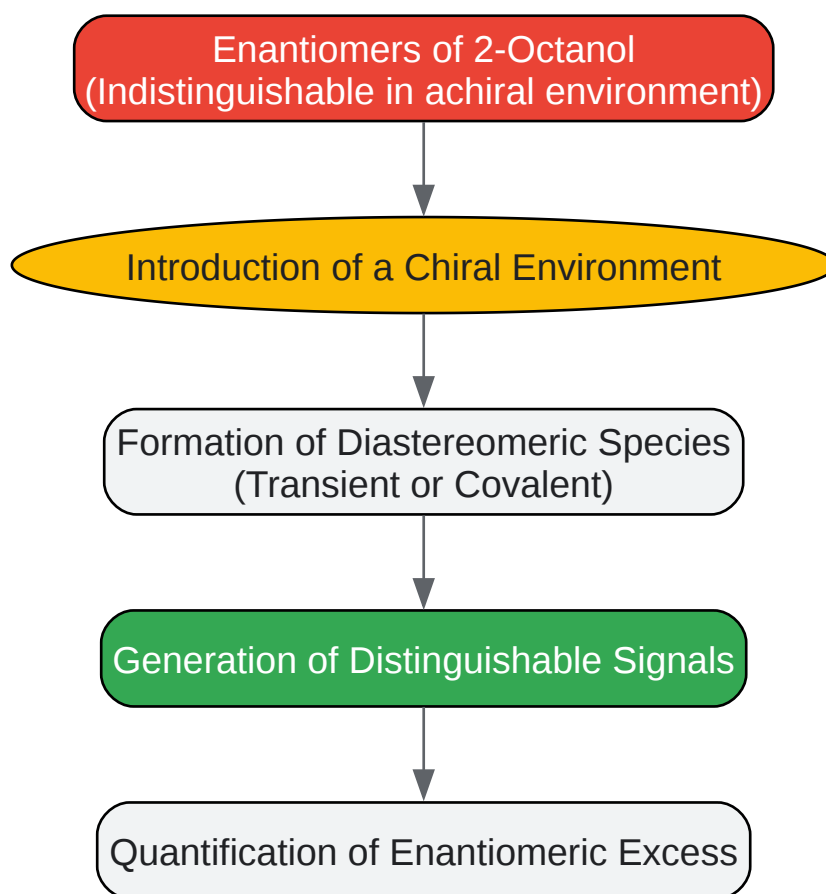 Enantiomers of 2-Octanol
(Indistinguishable in achiral environment)
Introduction of a Chiral Environment
Formation of Diastereomeric Species
(Transient or Covalent)
Generation of Distinguishable Signals
Quantification of Enantiomeric Excess